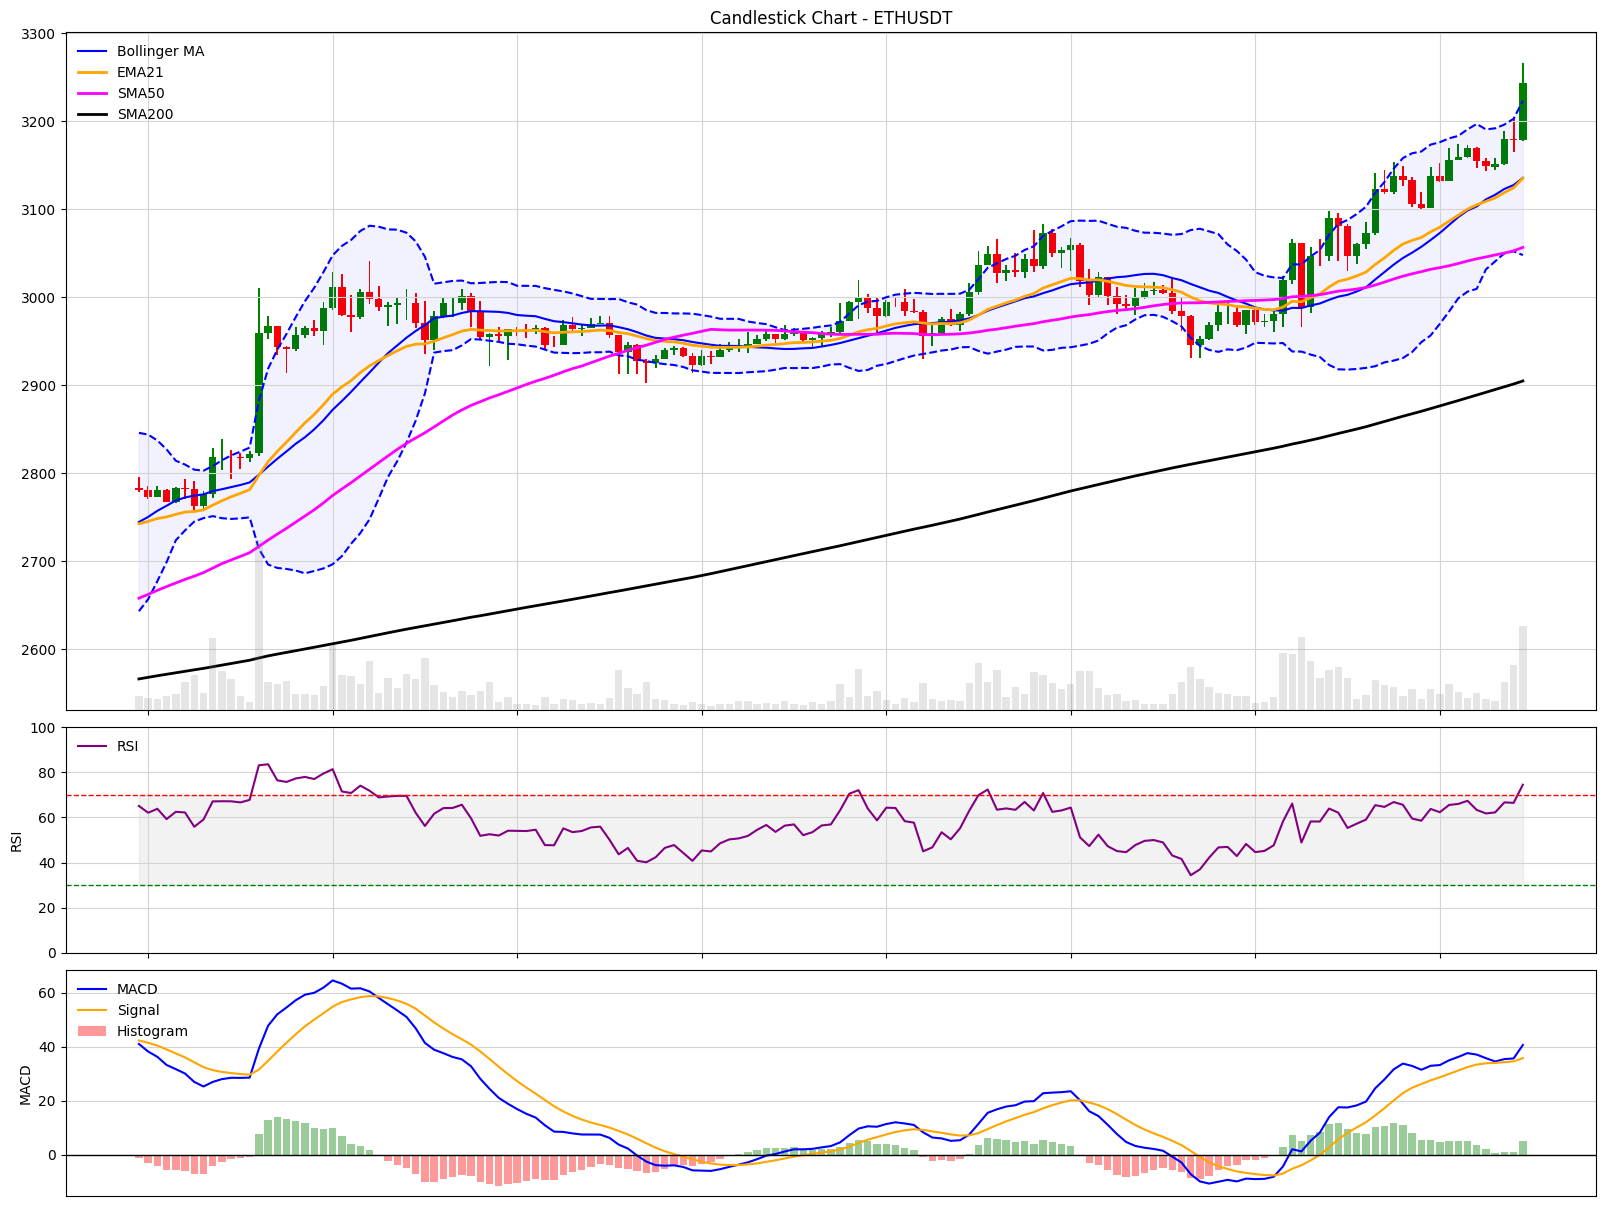 Candlestick Chart - ETHUSDT
3300
3200
3100
3000
2900
2800
2700
2600
Bollinger MA
EMA21
SMA50
SMA200
100
80
60
40
20
0
RSI
RSI
60
40
20
0
MACD
MACD
Signal
Histogram